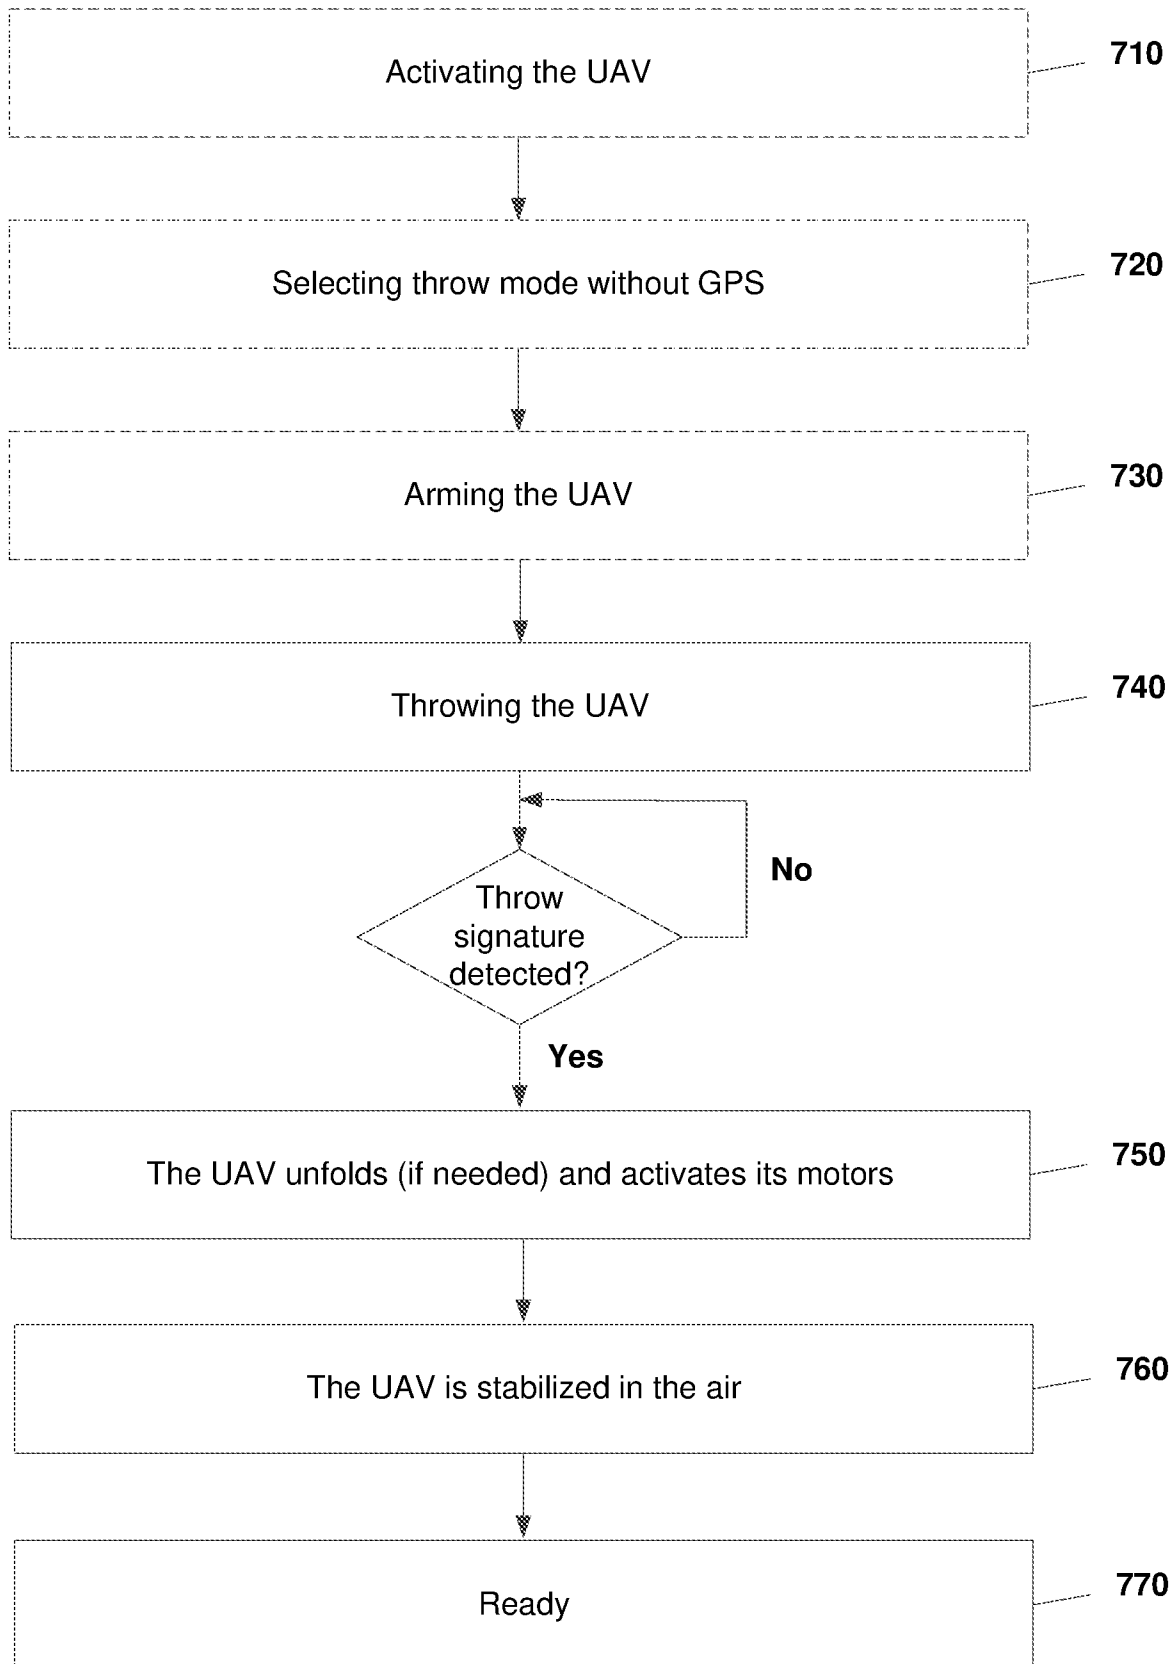 Activating the UAV
710
Selecting throw mode without GPS
720
Arming the UAV
730
Throwing the UAV
740
Throw
signature
detected?
No
Yes
The UAV unfolds (if needed) and activates its motors
750
The UAV is stabilized in the air
760
Ready
770